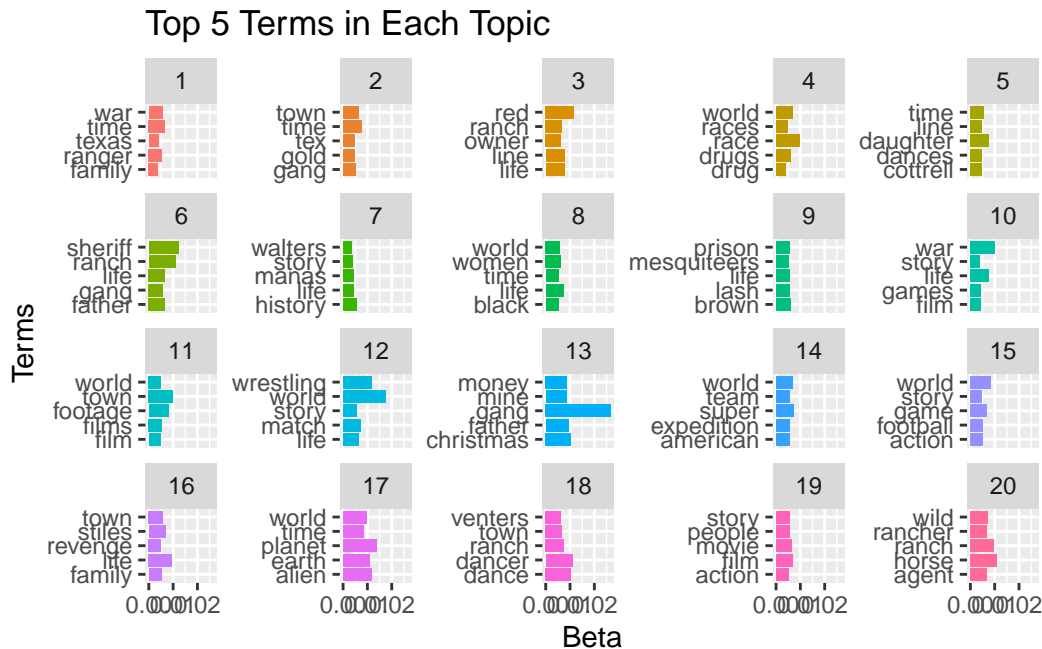 Top 5 Terms in Each Topic
1 2 3 4 5
war town red world time
time time ranch races line
texas tex owner race daughter
ranger gold line drugs dances
family gang life drug cottrell
6 7 8 9 10
sheriff walters world prison war
ranch story women mesquiteers story
life manas time life life
gang life life lash games
father history black brown film
11 12 13 14 15
world wrestling money world world
town world mine team story
footage story gang super game
films match father expedition football
film life christmas american action
16 17 18 19 20
town world venters story wild
stiles time town people rancher
revenge planet ranch movie ranch
life earth dancer film horse
family alien dance action agent
Terms
Beta